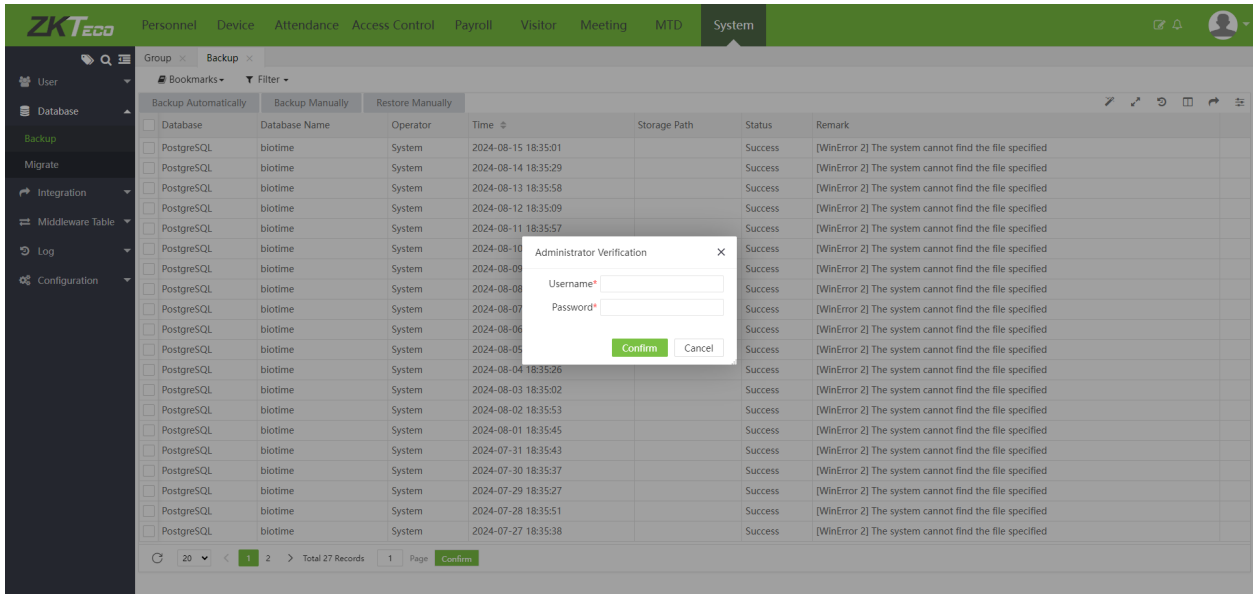 ZKTeco Personnel Device Attendance Access Control Payroll Visitor Meeting MTD System
Group × Backup ×
User Bookmarks Filter
Database Backup Automatically Backup Manually Restore Manually
Database Database Name Operator Time Storage Path Status Remark
Backup
PostgreSQL biotime System 2024-08-15 18:35:01 Success [WinError 2] The system cannot find the file specified
Migrate
PostgreSQL biotime System 2024-08-14 18:35:29 Success [WinError 2] The system cannot find the file specified
PostgreSQL biotime System 2024-08-13 18:35:58 Success [WinError 2] The system cannot find the file specified
Integration
PostgreSQL biotime System 2024-08-12 18:35:09 Success [WinError 2] The system cannot find the file specified
Middleware Table
PostgreSQL biotime System 2024-08-11 18:35:57 Success [WinError 2] The system cannot find the file specified
Log
PostgreSQL biotime System 2024-08-10 Success [WinError 2] The system cannot find the file specified
Administrator Verification
PostgreSQL biotime System 2024-08-09 Success [WinError 2] The system cannot find the file specified
Configuration
Username*
PostgreSQL biotime System 2024-08-08 Success [WinError 2] The system cannot find the file specified
Password*
PostgreSQL biotime System 2024-08-07 Success [WinError 2] The system cannot find the file specified
PostgreSQL biotime System 2024-08-06 Success [WinError 2] The system cannot find the file specified
Confirm Cancel
PostgreSQL biotime System 2024-08-05 Success [WinError 2] The system cannot find the file specified
PostgreSQL biotime System 2024-08-04 18:35:26 Success [WinError 2] The system cannot find the file specified
PostgreSQL biotime System 2024-08-03 18:35:02 Success [WinError 2] The system cannot find the file specified
PostgreSQL biotime System 2024-08-02 18:35:53 Success [WinError 2] The system cannot find the file specified
PostgreSQL biotime System 2024-08-01 18:35:45 Success [WinError 2] The system cannot find the file specified
PostgreSQL biotime System 2024-07-31 18:35:43 Success [WinError 2] The system cannot find the file specified
PostgreSQL biotime System 2024-07-30 18:35:37 Success [WinError 2] The system cannot find the file specified
PostgreSQL biotime System 2024-07-29 18:35:27 Success [WinError 2] The system cannot find the file specified
PostgreSQL biotime System 2024-07-28 18:35:51 Success [WinError 2] The system cannot find the file specified
PostgreSQL biotime System 2024-07-27 18:35:38 Success [WinError 2] The system cannot find the file specified
20 < 1 2 > Total 27 Records 1 Page Confirm